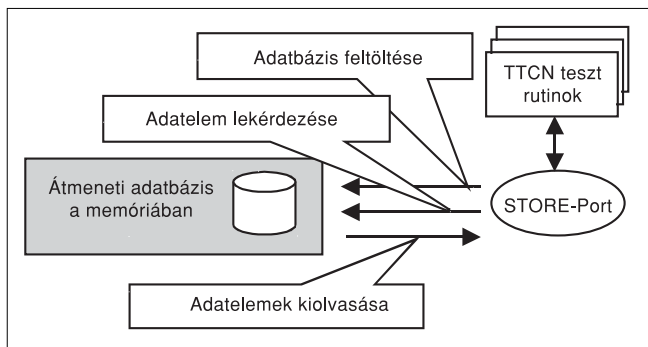 Adatbázis feltöltése
TTCN teszt
rutinok
Adatelem lekérdezése
Átmeneti adatbázis
a memóriában
STORE-Port
Adatelemek kiolvasása